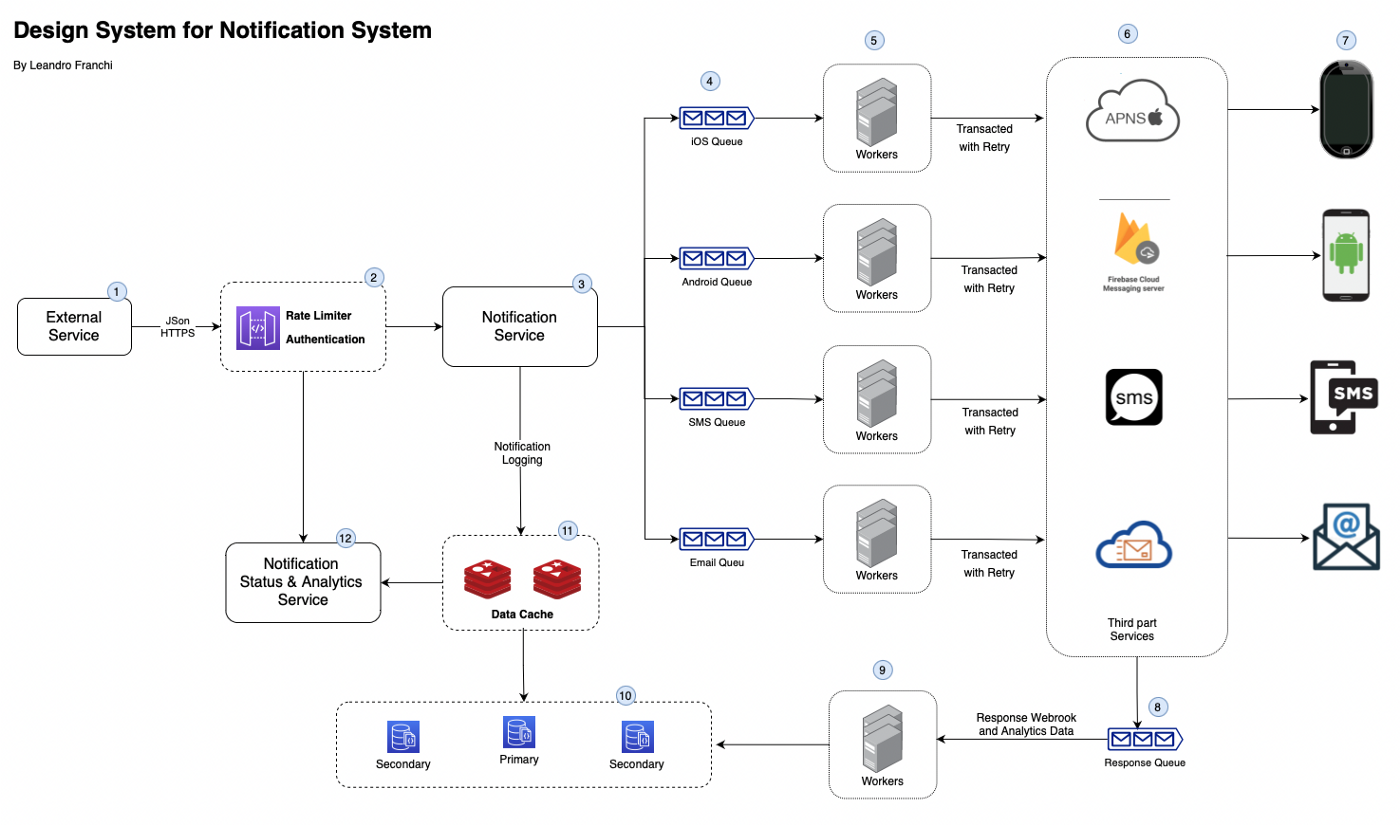 Design System for Notification System
By Leandro Franchi
1
External
Service
JSon
HTTPS
2
Rate Limiter
Authentication
3
Notification
Service
4
iOS Queue
Android Queue
SMS Queue
Email Queu
5
Workers
Workers
Workers
Workers
Transacted
with Retry
Transacted
with Retry
Transacted
with Retry
Transacted
with Retry
6
APNS
Firebase Cloud
Messaging server
sms
Third part
Services
7
SMS
@
8
Response Queue
Response Webrook
and Analytics Data
9
Workers
10
Secondary
Primary
Secondary
Notification
Logging
11
Data Cache
12
Notification
Status & Analytics
Service